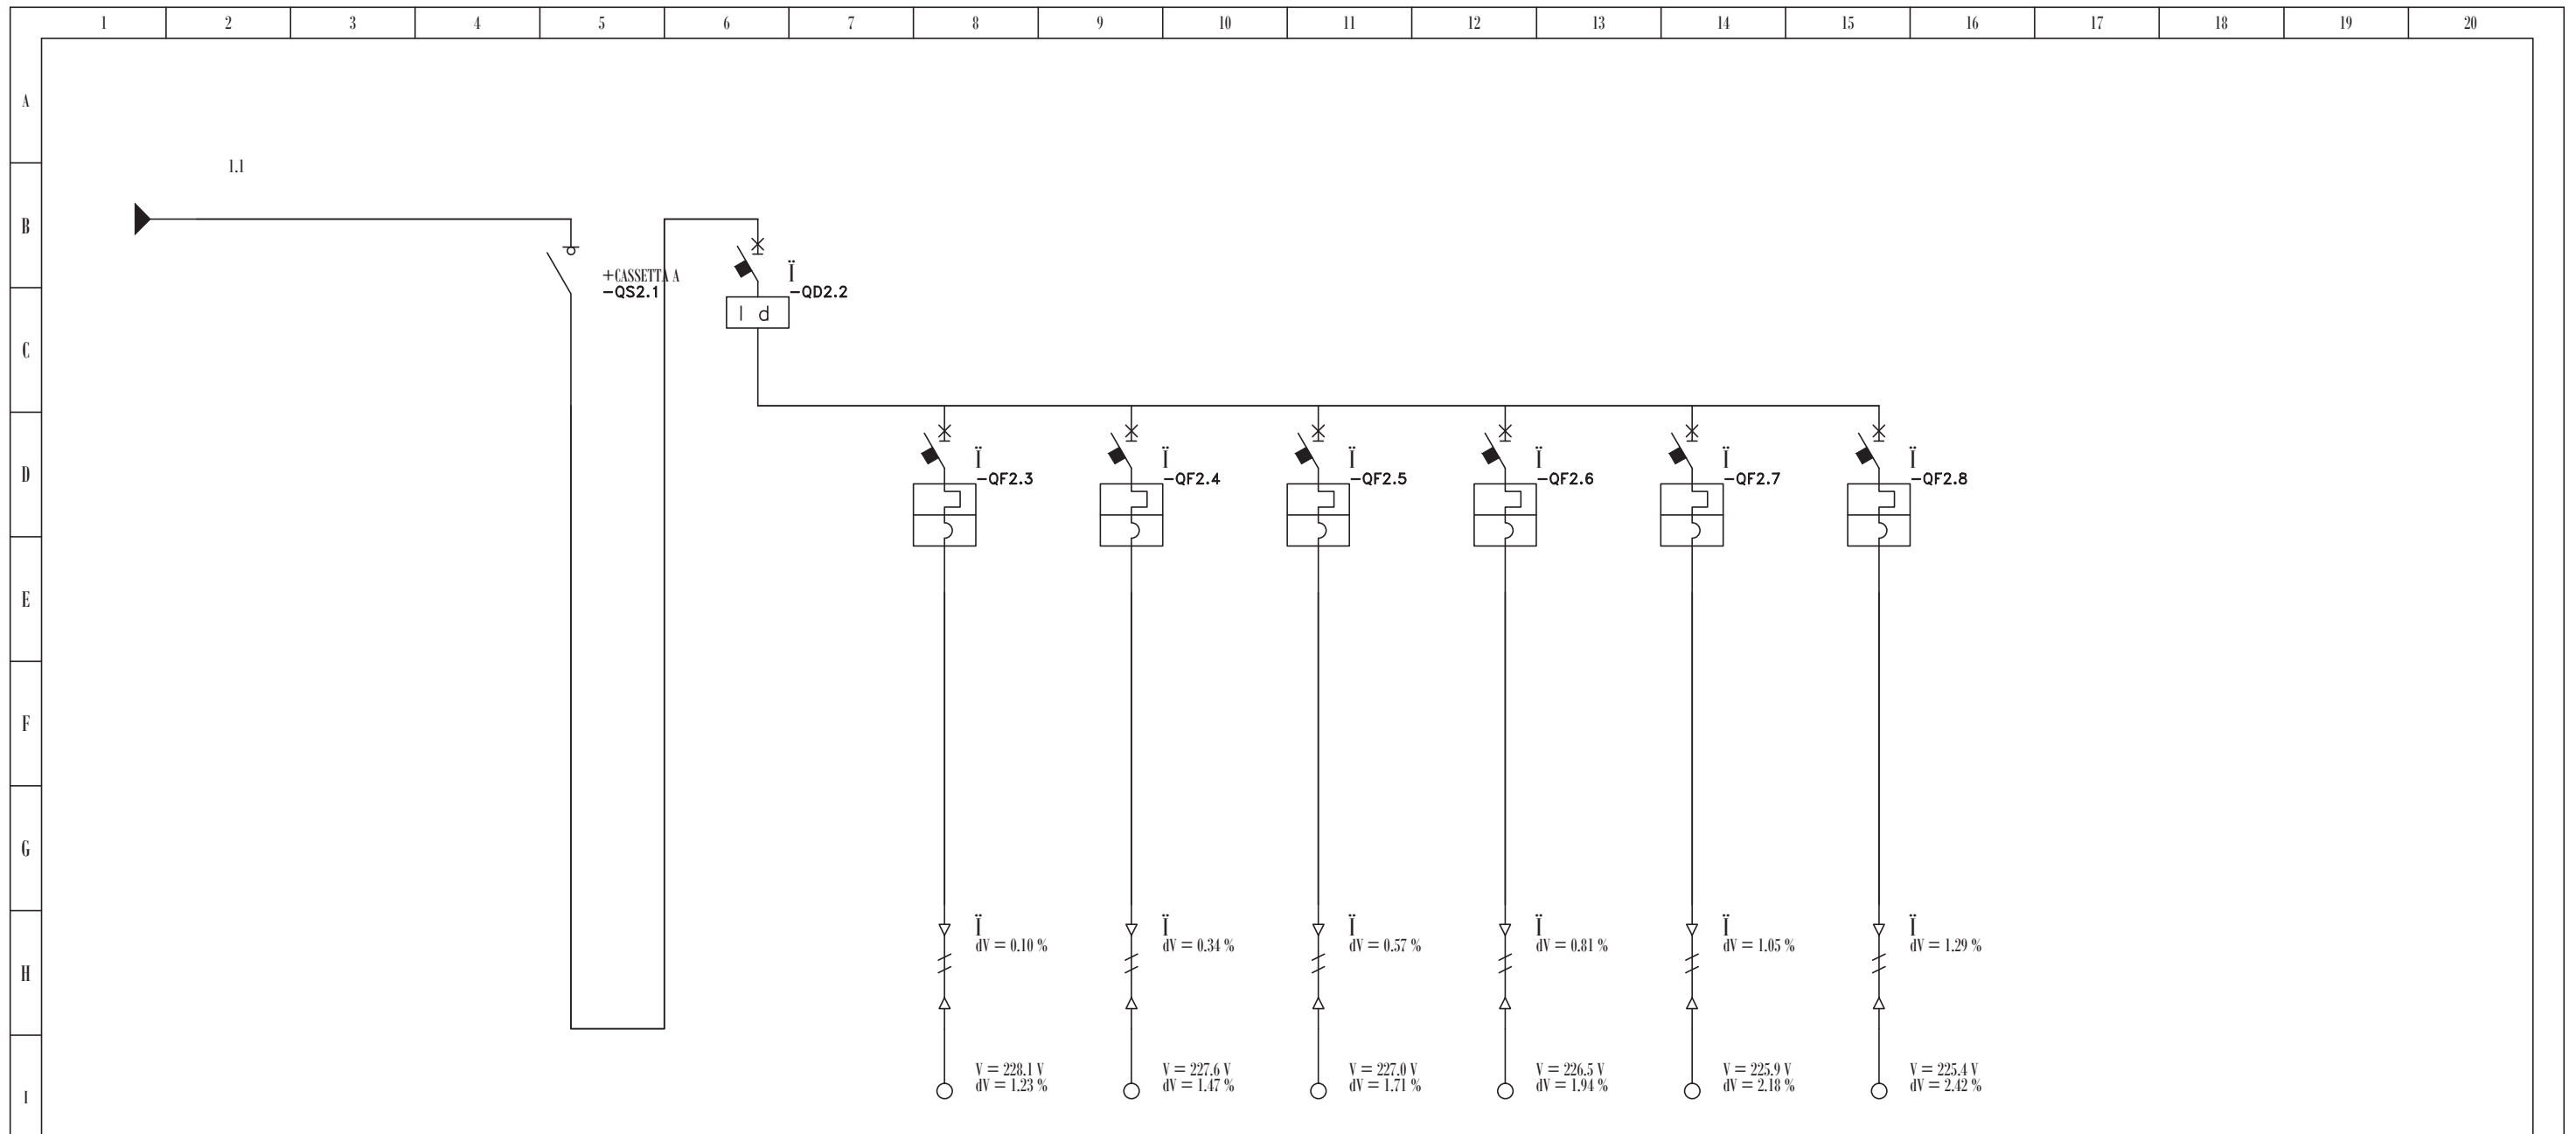 1 2 3 4 5 6 7 8 9 10 11 12 13 14 15 16 17 18 19 20
A
1.1
B
+CASSETTA A
-QS2.1
Ï
-QD2.2
I d
C
Ï
-QF2.3
Ï
-QF2.4
Ï
-QF2.5
Ï
-QF2.6
Ï
-QF2.7
Ï
-QF2.8
D
E
F
G
Ï
dV = 0.10 %
Ï
dV = 0.34 %
Ï
dV = 0.57 %
Ï
dV = 0.81 %
Ï
dV = 1.05 %
Ï
dV = 1.29 %
H
V = 228.1 V
dV = 1.23 %
V = 227.6 V
dV = 1.47 %
V = 227.0 V
dV = 1.71 %
V = 226.5 V
dV = 1.94 %
V = 225.9 V
dV = 2.18 %
V = 225.4 V
dV = 2.42 %
I